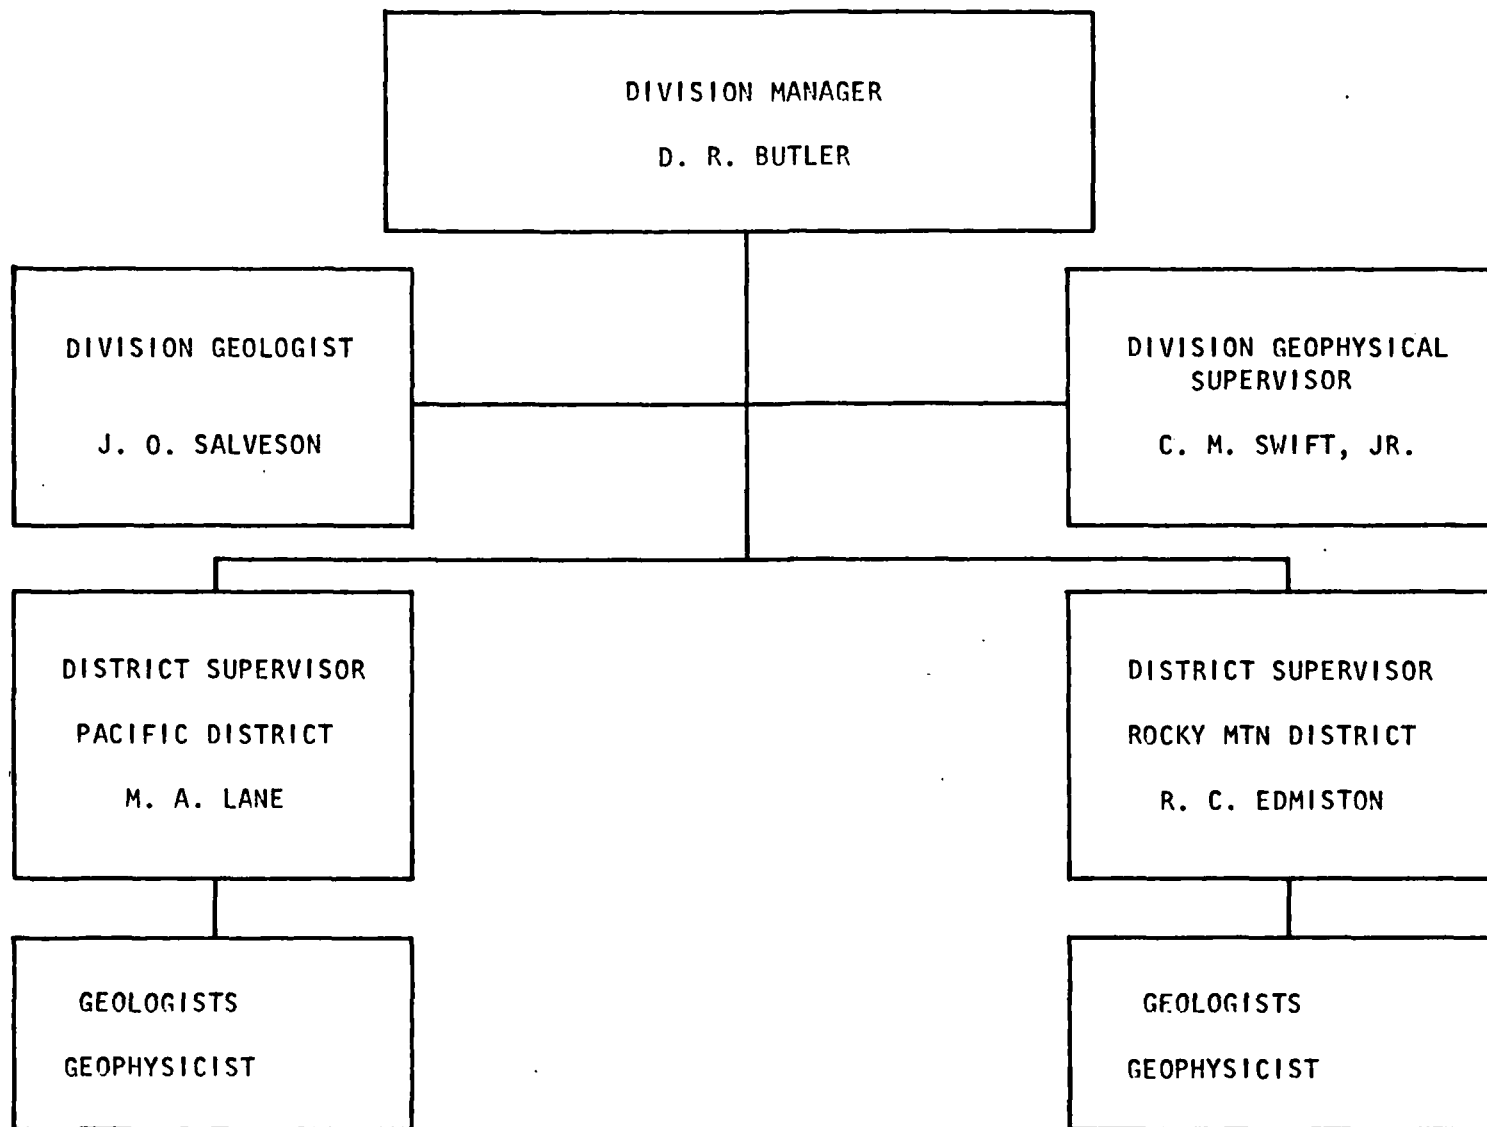 DIVISION MANAGER
D. R. BUTLER
DIVISION GEOLOGIST
J. O. SALVESON
DIVISION GEOPHYSICAL
SUPERVISOR
C. M. SWIFT, JR.
DISTRICT SUPERVISOR
PACIFIC DISTRICT
M. A. LANE
DISTRICT SUPERVISOR
ROCKY MTN DISTRICT
R. C. EDMISTON
GEOLOGISTS
GEOPHYSICIST
GEOLOGISTS
GEOPHYSICIST